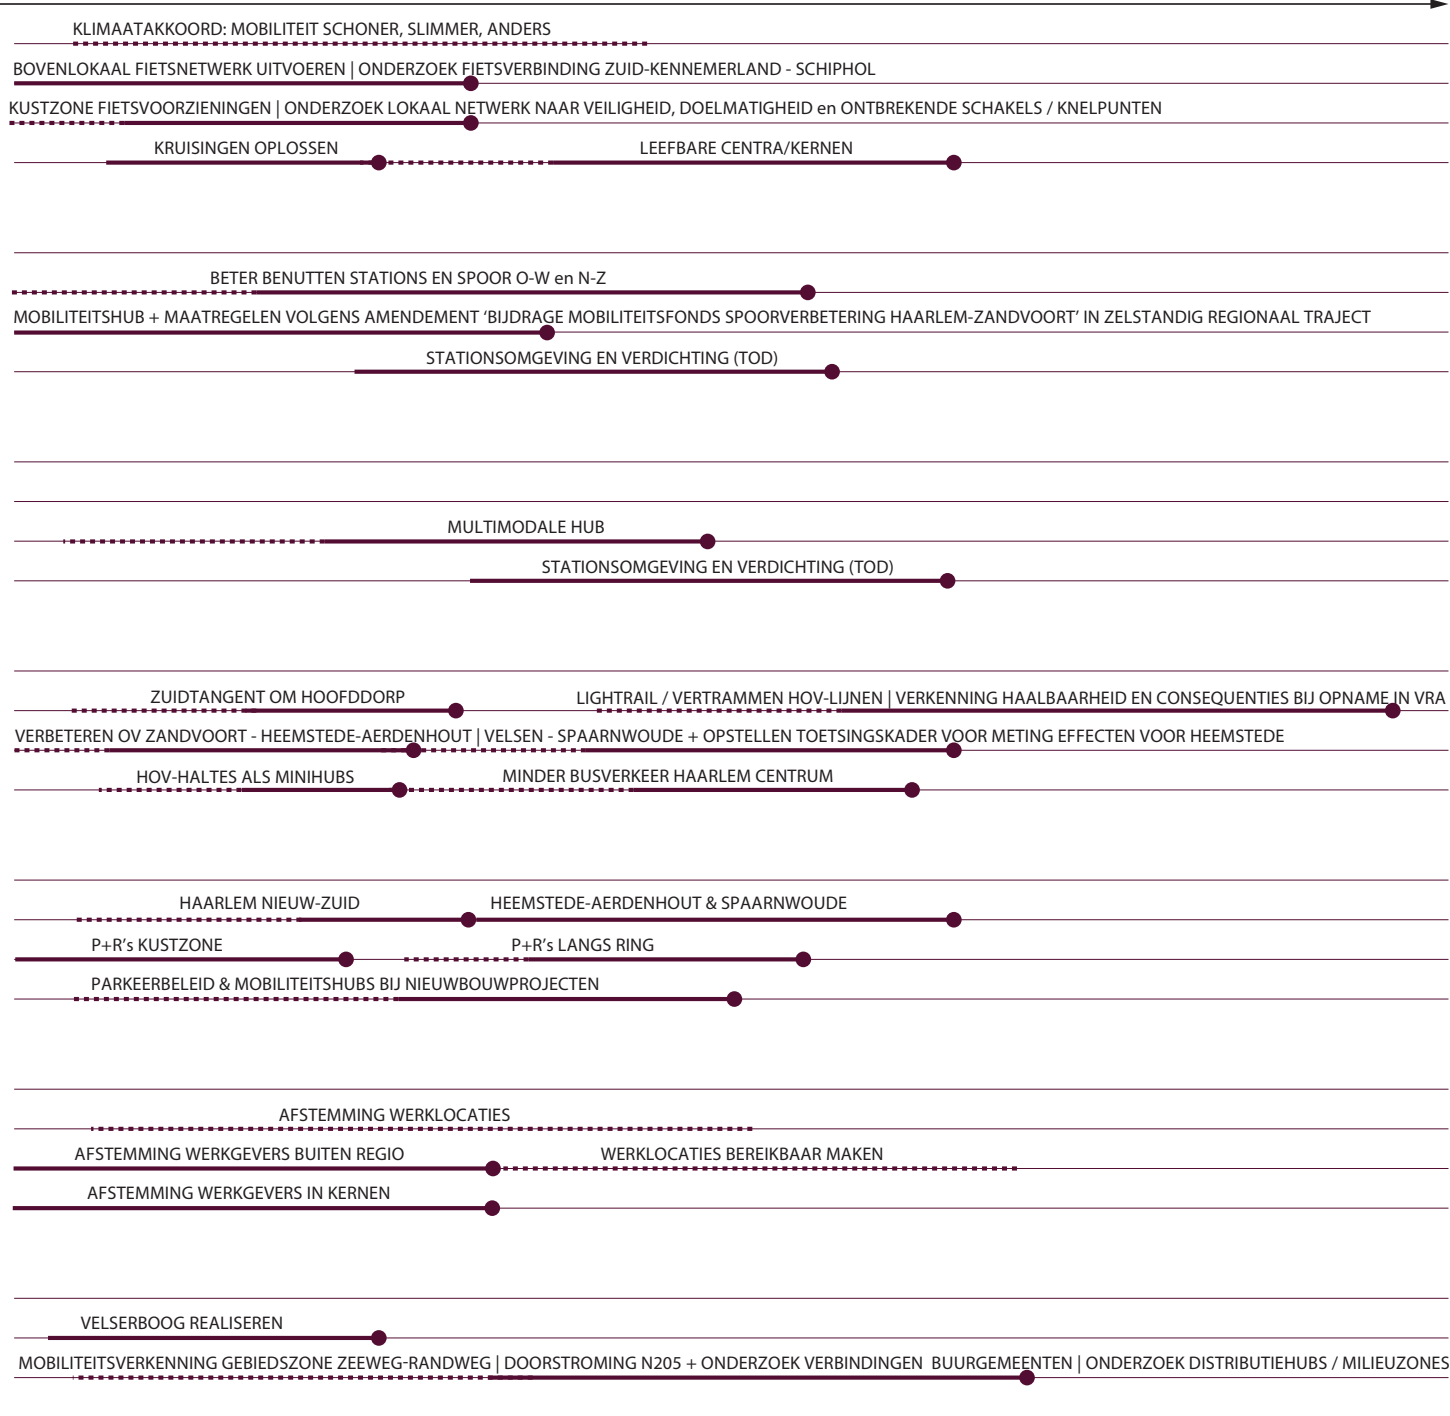 KLIMAATAKKOORD: MOBILITEIT SCHONER, SLIMMER, ANDERS
BOVENLOKAAL FIETSNETWERK UITVOEREN | ONDERZOEK FIETSVERBINDING ZUID-KENNEMERLAND - SCHIPHOL
KUSTZONE FIETSVOORZIENINGEN | ONDERZOEK LOKAAL NETWERK NAAR VEILIGHEID, DOELMATIGHEID en ONTBREKENDE SCHAKELS / KNELPUNTEN
KRUISINGEN OPLOSSEN LEEFBARE CENTRA/KERNEN
BETER BENUTTEN STATIONS EN SPOOR O-W en N-Z
MOBILITEITSHUB + MAATREGELEN VOLGENS AMENDEMENT ‘BIJDRAGE MOBILITEITSFONDS SPOORVERBETERING HAARLEM-ZANDVOORT’ IN ZELSTANDIG REGIONAAL TRAJECT
STATIONSOMGEVING EN VERDICHTING (TOD)
MULTIMODALE HUB
STATIONSOMGEVING EN VERDICHTING (TOD)
ZUIDTANGENT OM HOOFDDORP LIGHTRAIL / VERTRAMMEN HOV-LIJNEN | VERKENNING HAALBAARHEID EN CONSEQUENTIES BIJ OPNAME IN VRA
VERBETEREN OV ZANDVOORT - HEEMSTEDE-AERDENHOUT | VELSEN - SPAARNWOUDE + OPSTELLEN TOETSINGSKADER VOOR METING EFFECTEN VOOR HEEMSTEDE
HOV-HALTES ALS MINIHUBS MINDER BUSVERKEER HAARLEM CENTRUM
HAARLEM NIEUW-ZUID HEEMSTEDE-AERDENHOUT & SPAARNWOUDE
P+R's KUSTZONE P+R's LANGS RING
PARKEERBELEID & MOBILITEITSHUBS BIJ NIEUWBOUWPROJECTEN
AFSTEMMING WERKLOCATIES
AFSTEMMING WERKGEVERS BUITEN REGIO WERKLOCATIES BEREIKBAAR MAKEN
AFSTEMMING WERKGEVERS IN KERNEN
VELSERBOOG REALISEREN
MOBILITEITSVERKENNING GEBIEDSZONE ZEEWEG-RANDWEG | DOORSTROMING N205 + ONDERZOEK VERBINDINGEN BUURGEMEENTEN | ONDERZOEK DISTRIBUTIEHUBS / MILIEUZONES